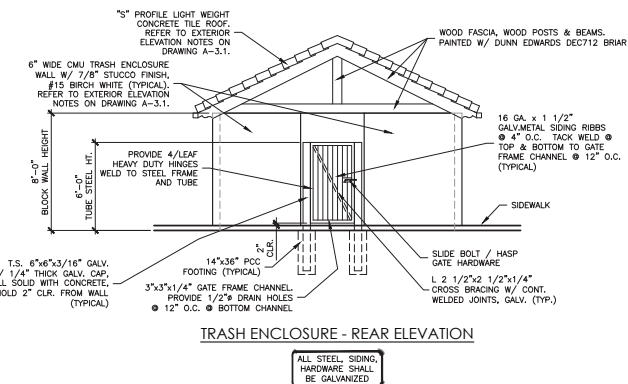 "S" PROFILE LIGHT WEIGHT
CONCRETE TILE ROOF.
REFER TO EXTERIOR
ELEVATION NOTES ON
DRAWING A-3.1.
WOOD FASCIA, WOOD POSTS & BEAMS.
PAINTED W/ DUNN EDWARDS DEC712 BRIAR
6" WIDE CMU TRASH ENCLOSURE
WALL W/ 7/8" STUCCO FINISH,
#15 BIRCH WHITE (TYPICAL).
REFER TO EXTERIOR ELEVATION
NOTES ON DRAWING A-3.1.
16 GA. x 1 1/2"
GALV.METAL SIDING RIBBS
@ 4" O.C. TACK WELD @
TOP & BOTTOM TO GATE
FRAME CHANNEL @ 12" O.C.
(TYPICAL)
8'-0"
BLOCK WALL HEIGHT
6'-0"
TUBE STEEL HT.
PROVIDE 4/LEAF
HEAVY DUTY HINGES
WELD TO STEEL FRAME
AND TUBE
SIDEWALK
2"
CLR.
T.S. 6"x6"x3/16" GALV.
1/4" THICK GALV. CAP,
SOLID WITH CONCRETE,
2" CLR. FROM WALL
(TYPICAL)
14"x36" PCC
FOOTING (TYPICAL)
3"x3"x1/4" GATE FRAME CHANNEL.
PROVIDE 1/2"ø DRAIN HOLES
@ 12" O.C. @ BOTTOM CHANNEL
SLIDE BOLT / HASP
GATE HARDWARE
L 2 1/2"x2 1/2"x1/4"
CROSS BRACING W/ CONT.
WELDED JOINTS, GALV. (TYP.)
TRASH ENCLOSURE - REAR ELEVATION
ALL STEEL, SIDING,
HARDWARE SHALL
BE GALVANIZED